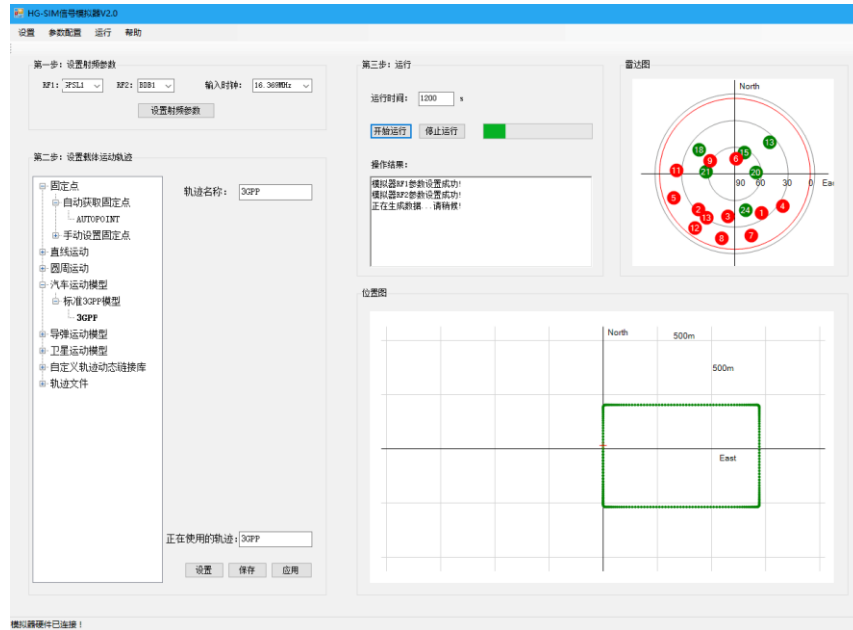 HG-SIM信号模拟器V2.0
设置 参数配置 运行 帮助
第一步：设置射频参数
RF1: GPSL1 RF2: BDB1 输入时钟: 16.369MHz
设置射频参数
第二步：设置载体运动轨迹
固定点
自动获取固定点
AUTOPOINT
手动设置固定点
直线运动
圆周运动
汽车运动模型
标准3GPP模型
3GPP
导弹运动模型
卫星运动模型
自定义轨迹动态链接库
轨迹文件
轨迹名称: 3GPP
正在使用的轨迹: 3GPP
设置 保存 应用
第三步：运行
运行时间: 1200 s
开始运行 停止运行
操作结果:
模拟器RF1参数设置成功!
模拟器RF2参数设置成功!
正在生成数据...请稍候!
雷达图
North
13
18 15
9 6
11 21 20
90 60 30 0 Eas
5
2 13 3 24 1 4
12 8 7
位置图
North 500m
500m
East
模拟器硬件已连接！